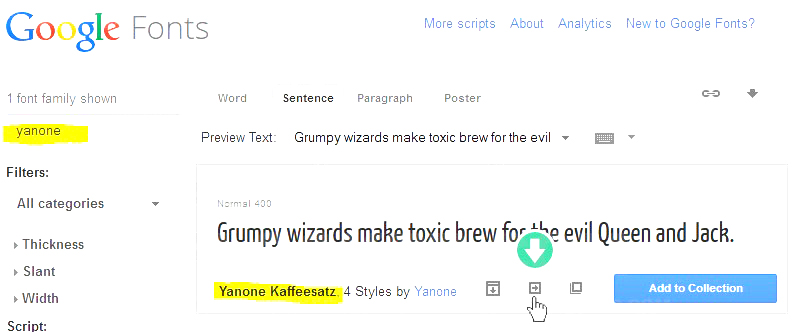 Google Fonts
More scripts About Analytics New to Google Fonts?
1 font family shown
Word Sentence Paragraph Poster
yanone
Preview Text: Grumpy wizards make toxic brew for the evil
Filters:
All categories
Normal 400
Grumpy wizards make toxic brew for the evil Queen and Jack.
Thickness
Slant
Width
Yanone Kaffeesatz, 4 Styles by Yanone
Add to Collection
Script: